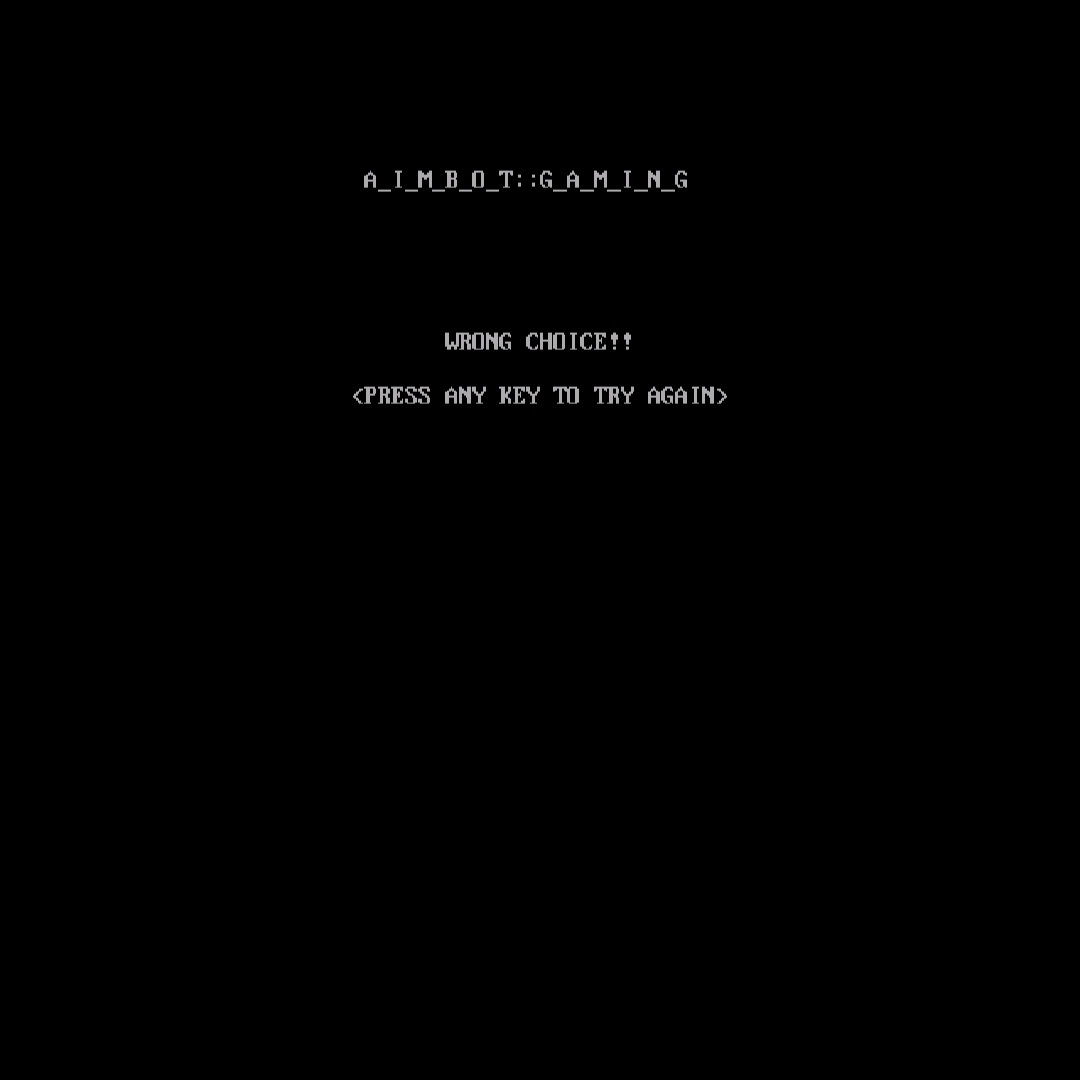 A_I_M_B_O_T::G_A_M_I_N_G
WRONG CHOICE!!
<PRESS ANY KEY TO TRY AGAIN>